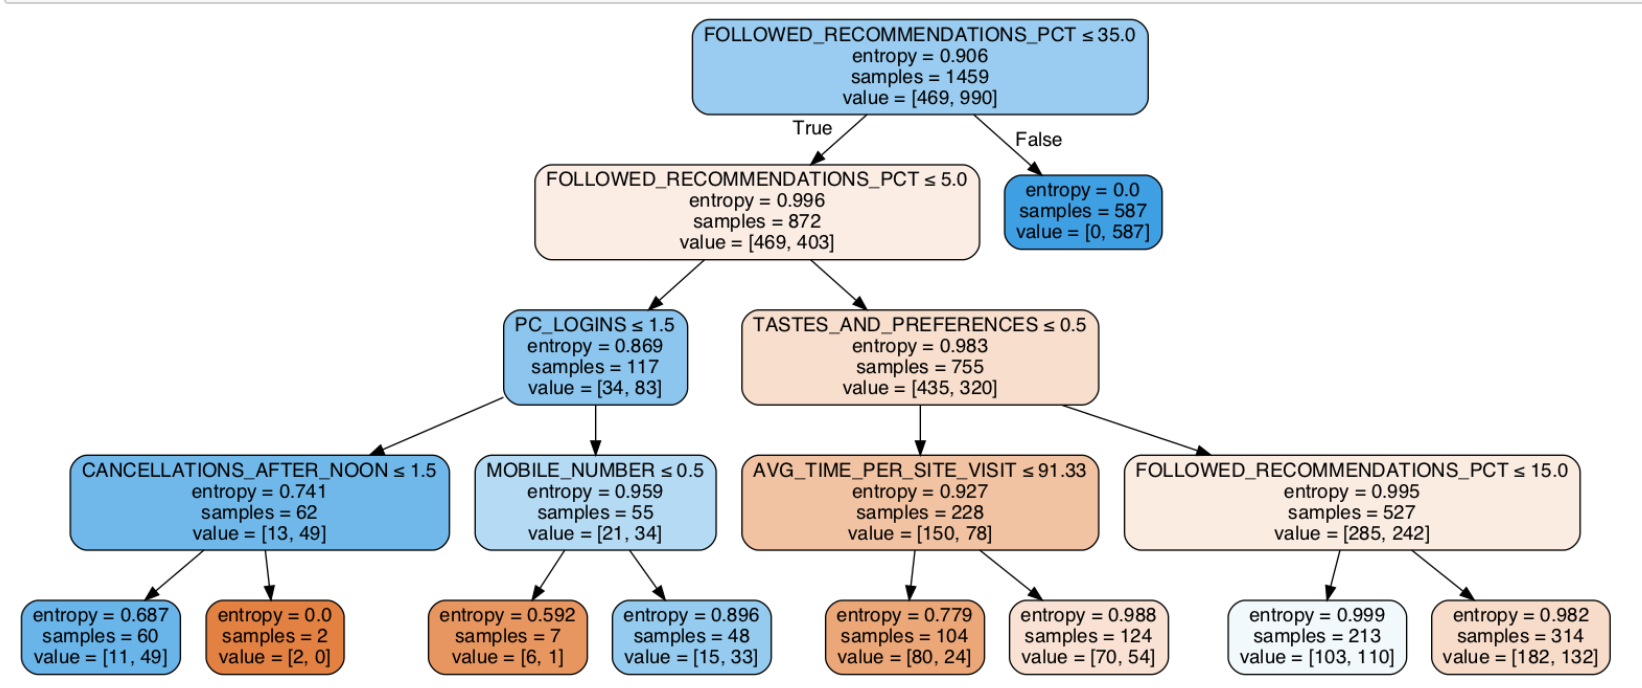 FOLLOWED_RECOMMENDATIONS_PCT ≤ 35.0
entropy = 0.906
samples = 1459
value = [469, 990]
True
False
FOLLOWED_RECOMMENDATIONS_PCT ≤ 5.0
entropy = 0.996
samples = 872
value = [469, 403]
entropy = 0.0
samples = 587
value = [0, 587]
PC_LOGINS ≤ 1.5
entropy = 0.869
samples = 117
value = [34, 83]
TASTES_AND_PREFERENCES ≤ 0.5
entropy = 0.983
samples = 755
value = [435, 320]
CANCELLATIONS_AFTER_NOON ≤ 1.5
entropy = 0.741
samples = 62
value = [13, 49]
MOBILE_NUMBER ≤ 0.5
entropy = 0.959
samples = 55
value = [21, 34]
AVG_TIME_PER_SITE_VISIT ≤ 91.33
entropy = 0.927
samples = 228
value = [150, 78]
FOLLOWED_RECOMMENDATIONS_PCT ≤ 15.0
entropy = 0.995
samples = 527
value = [285, 242]
entropy = 0.687
samples = 60
value = [11, 49]
entropy = 0.0
samples = 2
value = [2, 0]
entropy = 0.592
samples = 7
value = [6, 1]
entropy = 0.896
samples = 48
value = [15, 33]
entropy = 0.779
samples = 104
value = [80, 24]
entropy = 0.988
samples = 124
value = [70, 54]
entropy = 0.999
samples = 213
value = [103, 110]
entropy = 0.982
samples = 314
value = [182, 132]